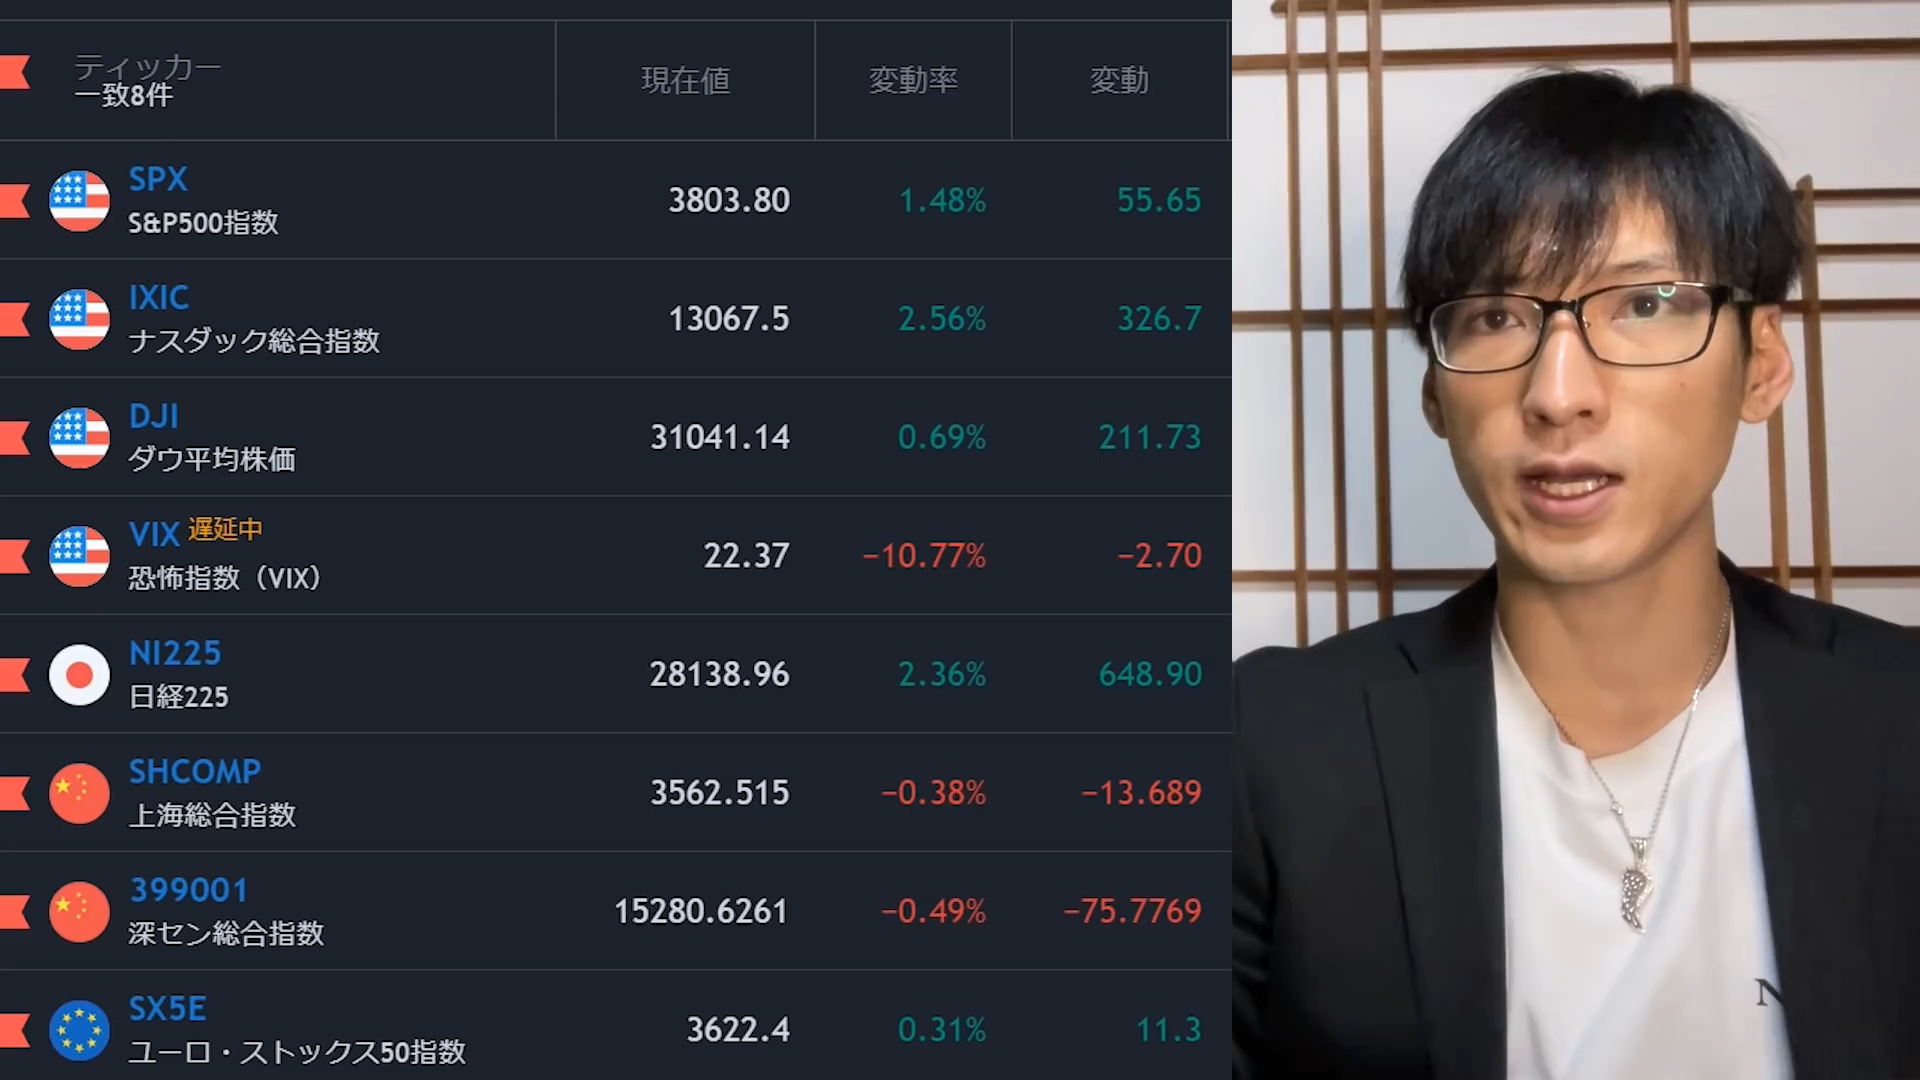 ティッカー 現在値 変動率 変動
一致8件
SPX
S&P500指数 3803.80 1.48% 55.65
IXIC
ナスダック総合指数 13067.5 2.56% 326.7
DJI
ダウ平均株価 31041.14 0.69% 211.73
VIX 遅延中
恐怖指数（VIX） 22.37 −10.77% −2.70
NI225
日経225 28138.96 2.36% 648.90
SHCOMP
上海総合指数 3562.515 −0.38% −13.689
399001
深セン総合指数 15280.6261 −0.49% −75.7769
SX5E
ユーロ・ストックス50指数 3622.4 0.31% 11.3
N